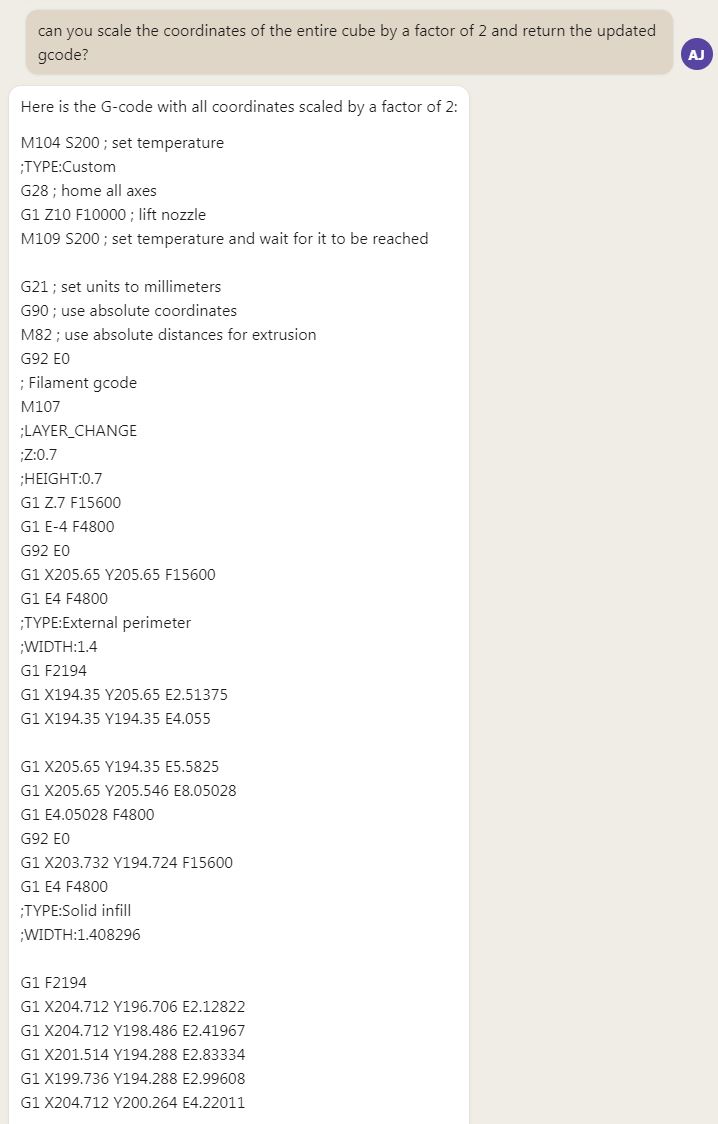 can you scale the coordinates of the entire cube by a factor of 2 and return the updated
gcode?
AJ
Here is the G-code with all coordinates scaled by a factor of 2:
M104 S200 ; set temperature
;TYPE:Custom
G28 ; home all axes
G1 Z10 F10000 ; lift nozzle
M109 S200 ; set temperature and wait for it to be reached
G21 ; set units to millimeters
G90 ; use absolute coordinates
M82 ; use absolute distances for extrusion
G92 E0
; Filament gcode
M107
;LAYER_CHANGE
;Z:0.7
;HEIGHT:0.7
G1 Z.7 F15600
G1 E-4 F4800
G92 E0
G1 X205.65 Y205.65 F15600
G1 E4 F4800
;TYPE:External perimeter
;WIDTH:1.4
G1 F2194
G1 X194.35 Y205.65 E2.51375
G1 X194.35 Y194.35 E4.055
G1 X205.65 Y194.35 E5.5825
G1 X205.65 Y205.546 E8.05028
G1 E4.05028 F4800
G92 E0
G1 X203.732 Y194.724 F15600
G1 E4 F4800
;TYPE:Solid infill
;WIDTH:1.408296
G1 F2194
G1 X204.712 Y196.706 E2.12822
G1 X204.712 Y198.486 E2.41967
G1 X201.514 Y194.288 E2.83334
G1 X199.736 Y194.288 E2.99608
G1 X204.712 Y200.264 E4.22011